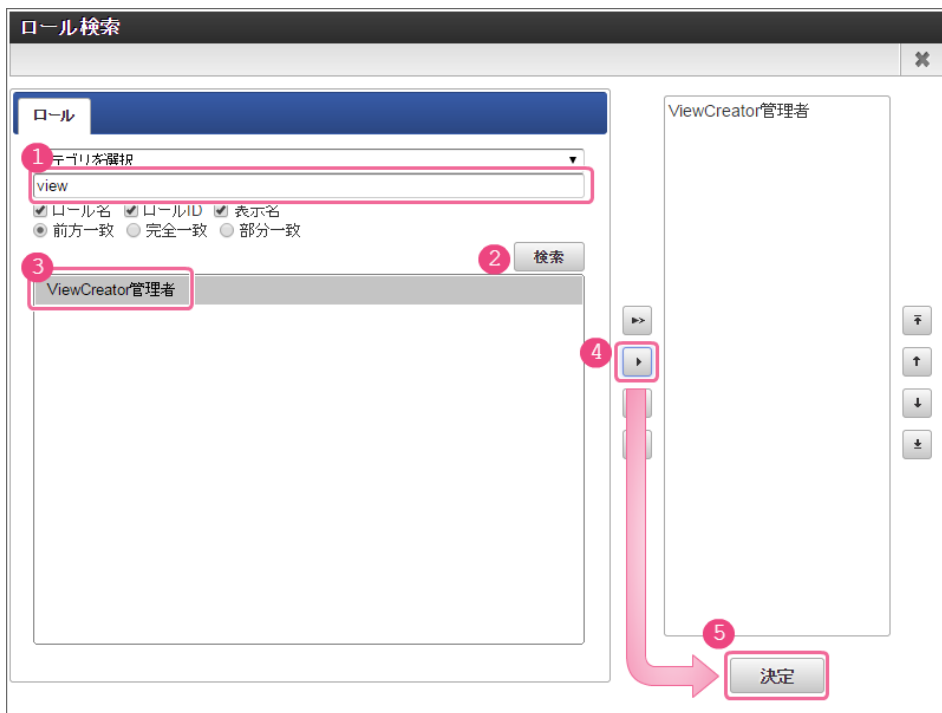 ロール検索
ロール
1 テゴリを選択
view
ロール名 ロールID 表示名
前方一致 完全一致 部分一致
2 検索
3
ViewCreator管理者
4
ViewCreator管理者
5
決定